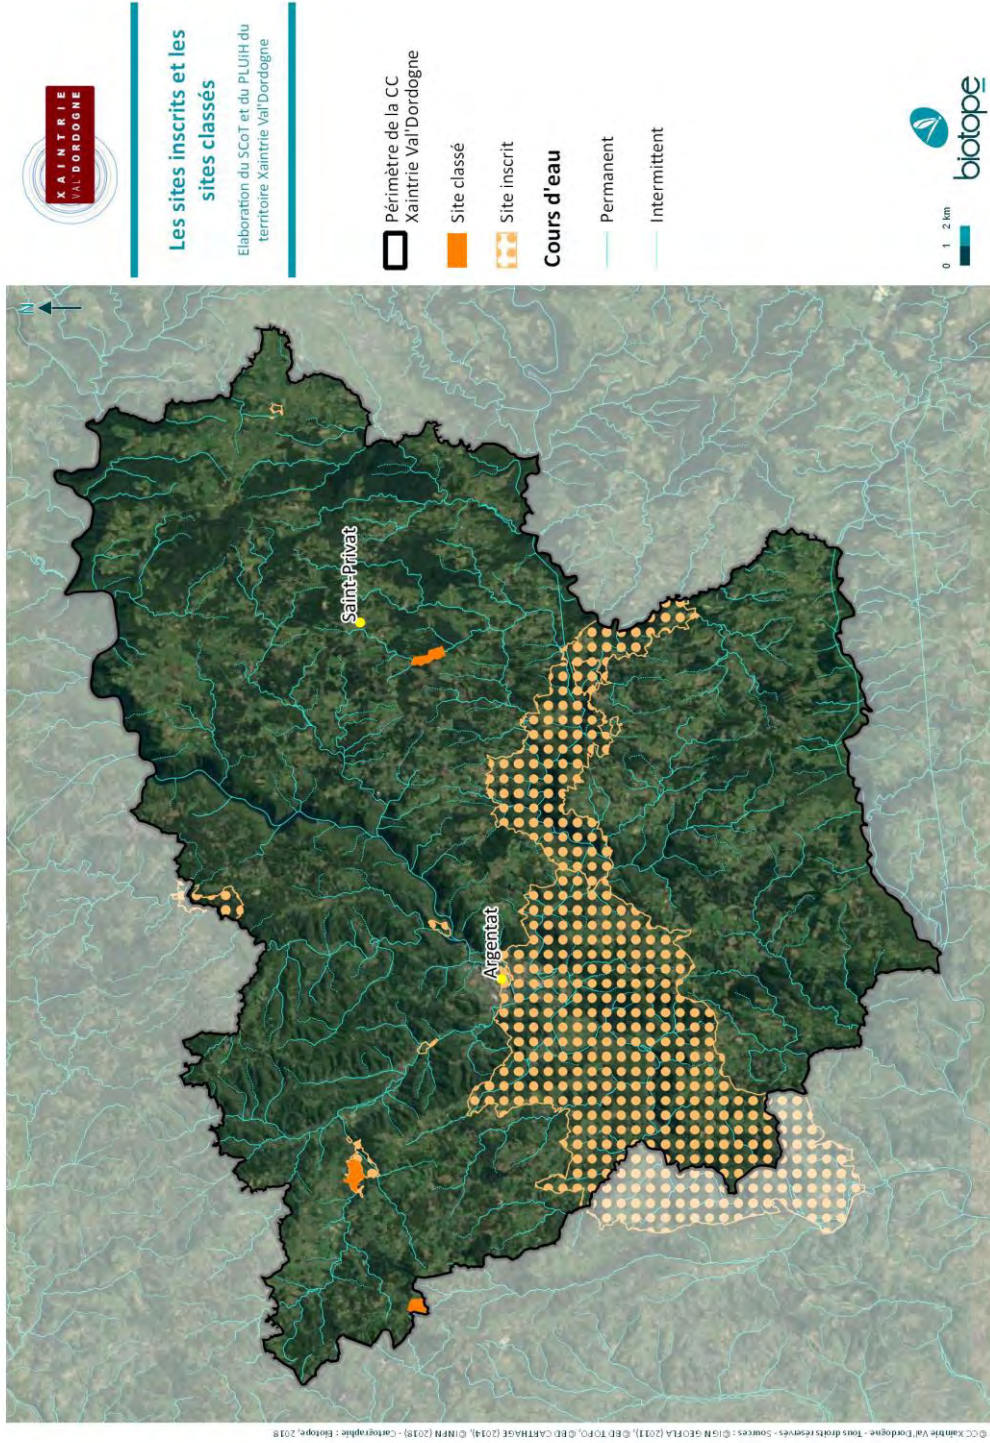 XAINTRIE
VAL'DORDOGNE
Les sites inscrits et les
sites classés
Elaboration du SCoT et du PLUiH du
territoire Xaintrie Val'Dordogne
Périmètre de la CC
Xaintrie Val'Dordogne
Site classé
Site inscrit
Cours d'eau
Permanent
Intermittent
0 1 2 km
biotope
N
Saint-Privat
Argentat
© CC Xaintrie Val'Dordogne - Tous droits réservés - Sources : © IGN GEOFLA (2011), © BD TOPO, © BD CARTHAGE (2014), © INPN (2018) - Cartographie : Biotope, 2018